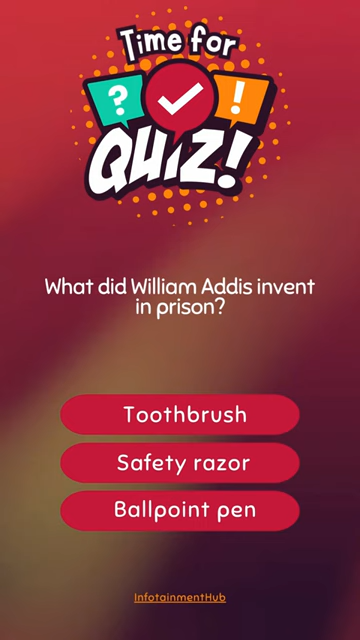 Time for
?
!
QUIZ!
What did William Addis invent
in prison?
Toothbrush
Safety razor
Ballpoint pen
InfotainmentHub